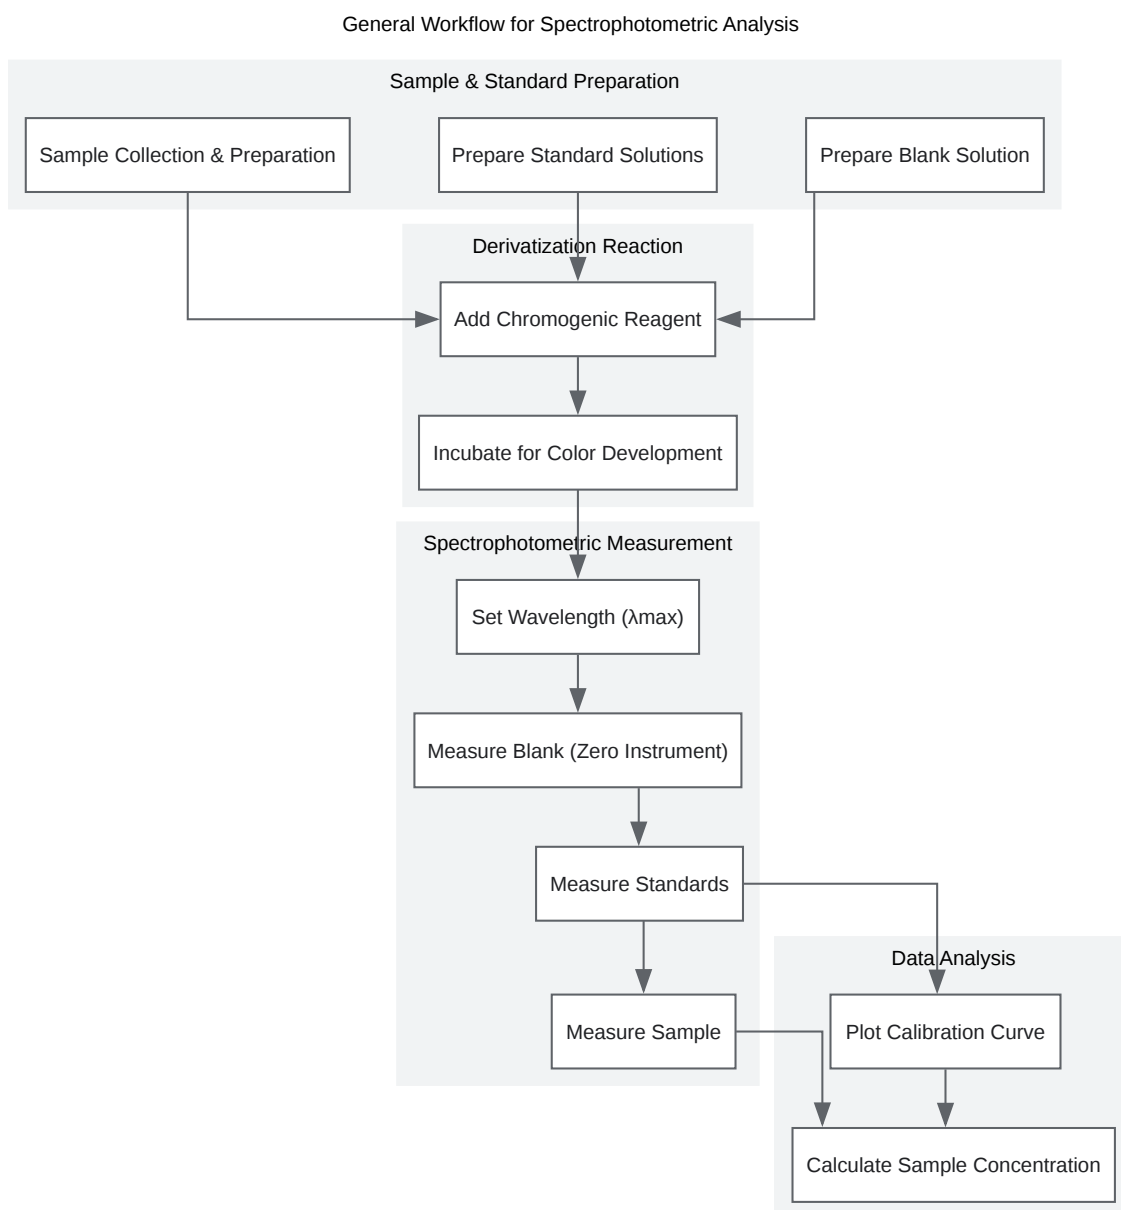 General Workflow for Spectrophotometric Analysis
Sample & Standard Preparation
Sample Collection & Preparation
Prepare Standard Solutions
Prepare Blank Solution
Derivatization Reaction
Add Chromogenic Reagent
Incubate for Color Development
Spectrophotometric Measurement
Set Wavelength (λmax)
Measure Blank (Zero Instrument)
Measure Standards
Measure Sample
Data Analysis
Plot Calibration Curve
Calculate Sample Concentration